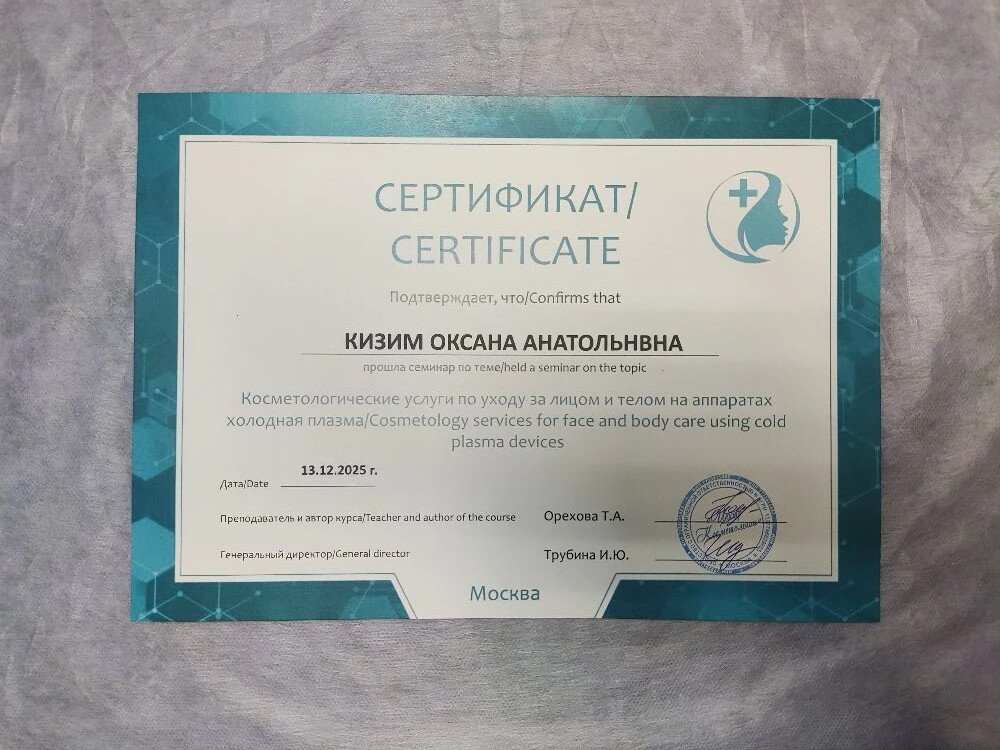 СЕРТИФИКАТ/
CERTIFICATE
Подтверждает, что/Confirms that
КИЗИМ ОКСАНА АНАТОЛЬНВНА
прошла семинар по теме/held a seminar on the topic
Косметологические услуги по уходу за лицом и телом на аппаратах
холодная плазма/Cosmetology services for face and body care using cold
plasma devices
13.12.2025 г.
Дата/Date
Преподаватель и автор курса/Teacher and author of the course Орехова Т.А.
Генеральный директор/General director Трубина И.Ю.
Москва